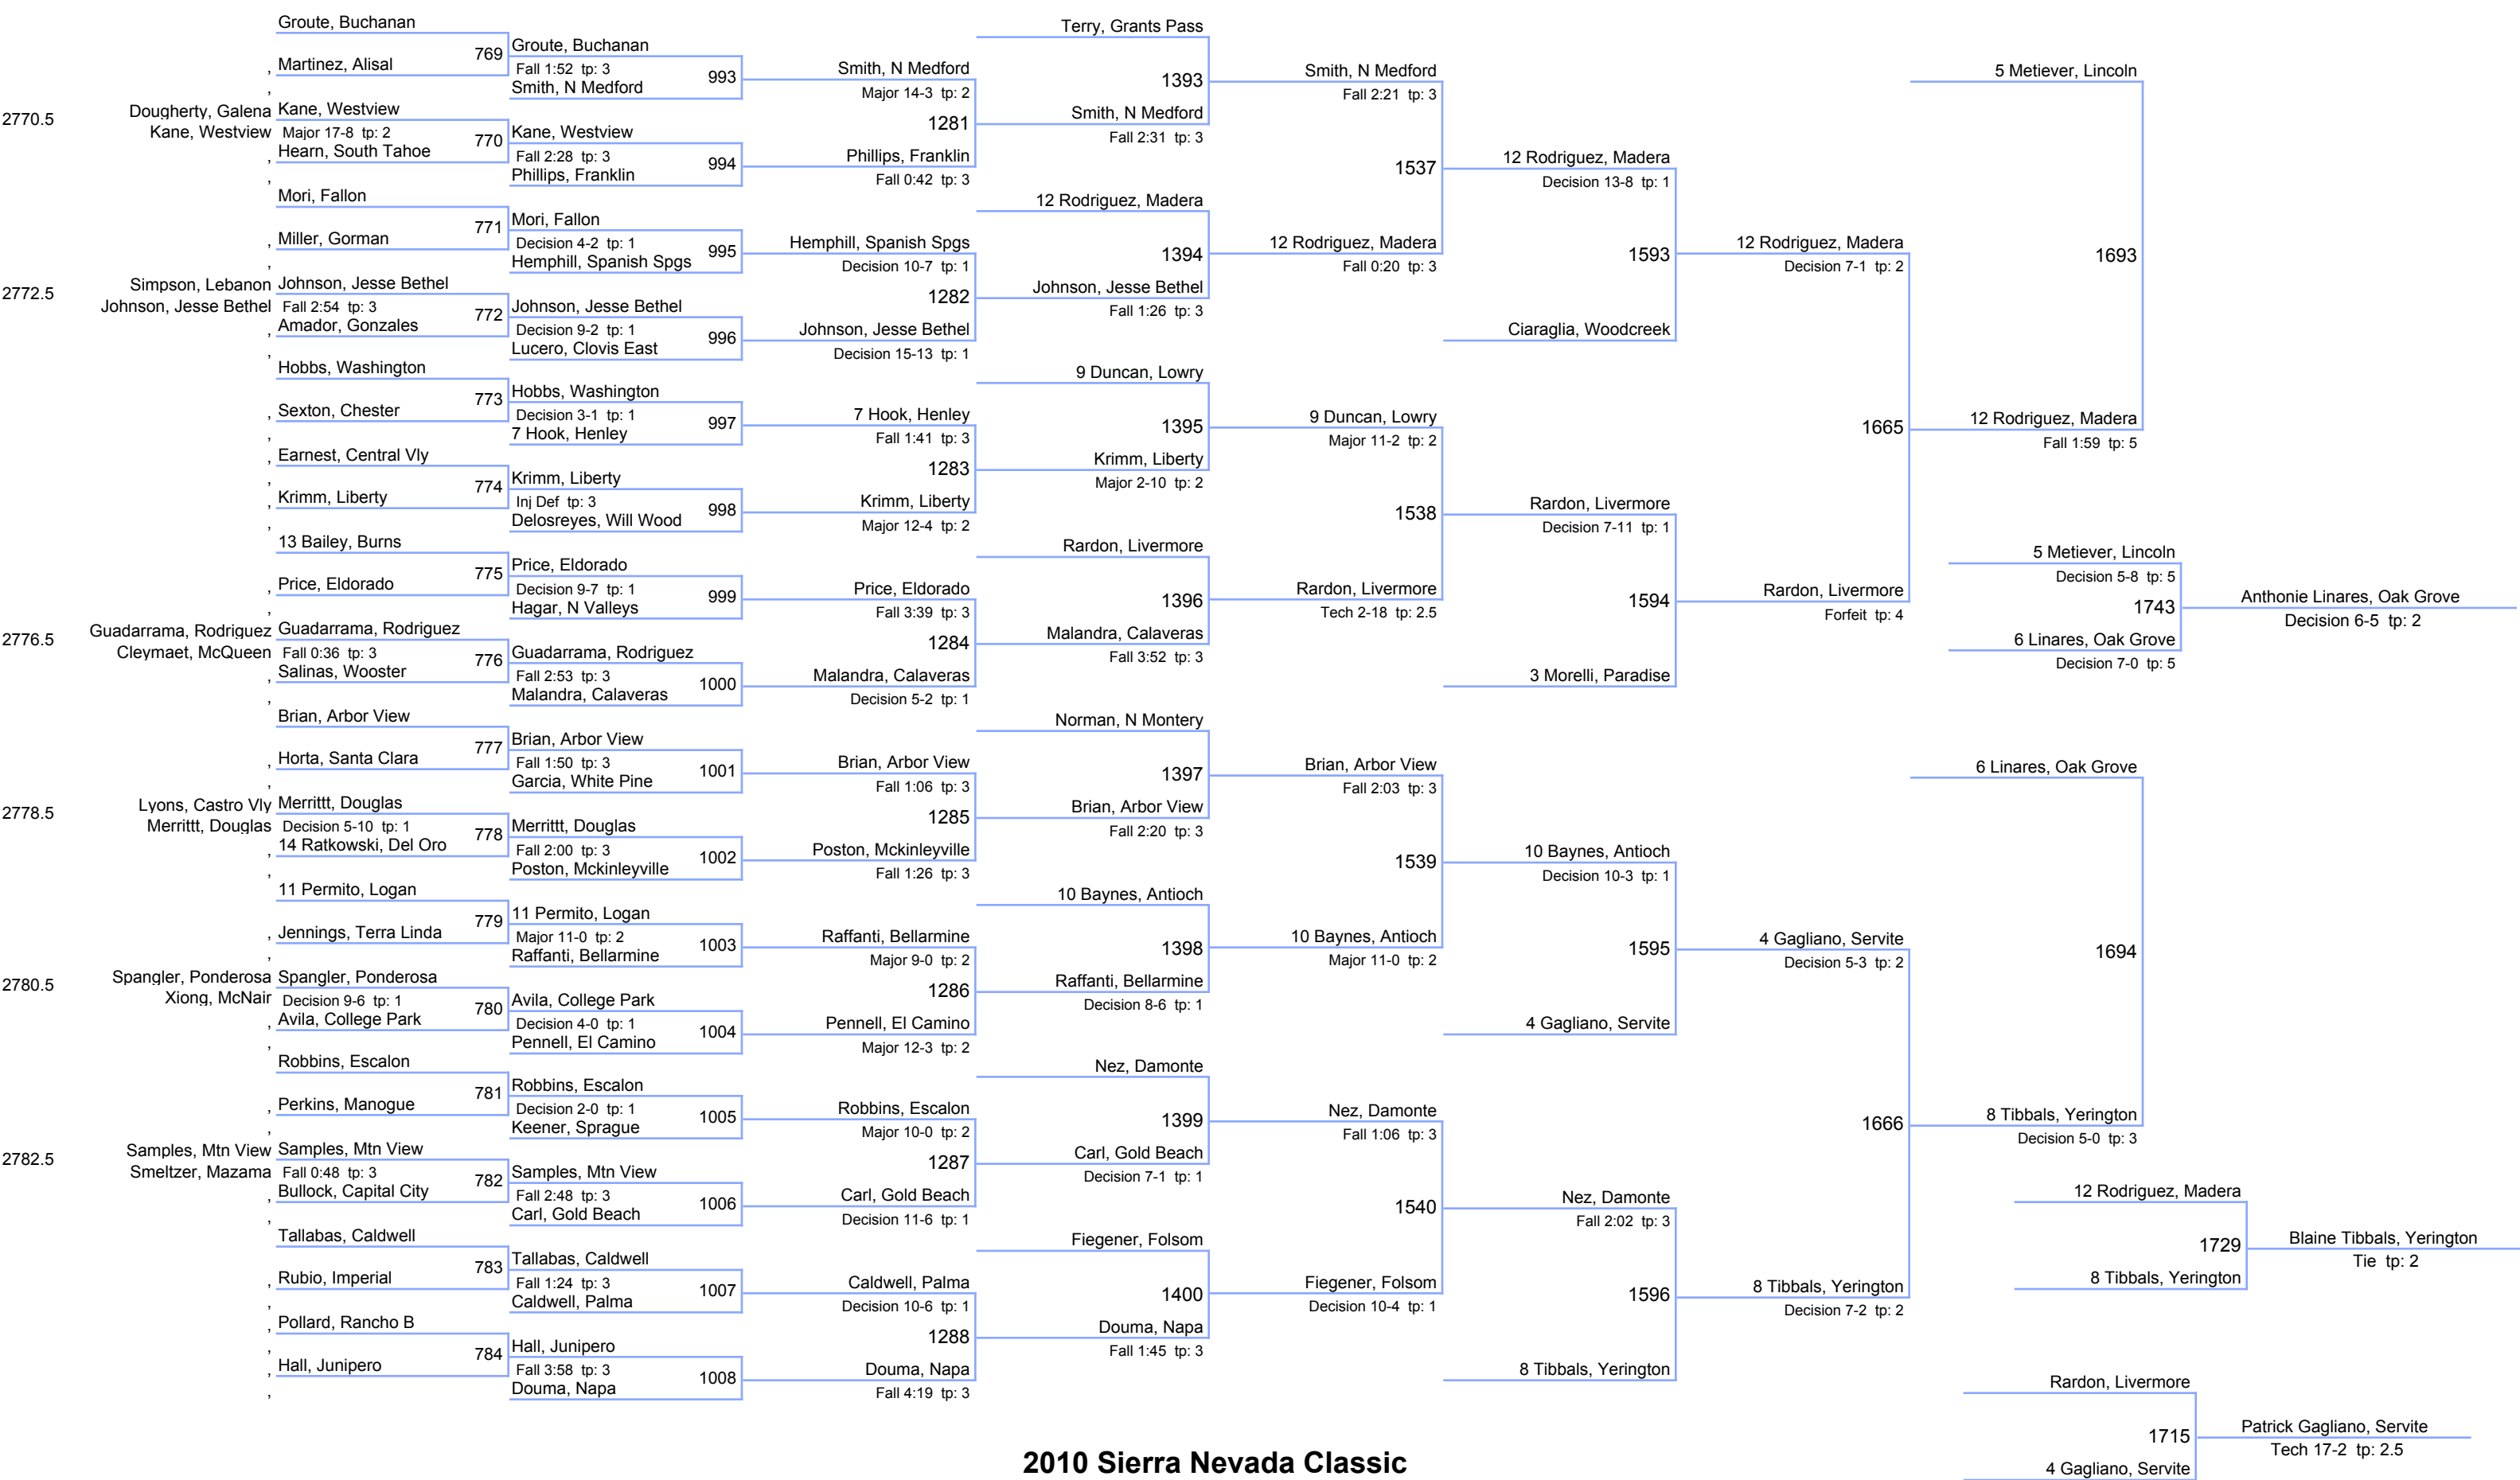 Groute, Buchanan
769
, Martinez, Alisal
,
2770.5
Dougherty, Galena
Kane, Westview
Kane, Westview
Major 17-8 tp: 2
770
Hearn, South Tahoe
,
,
Mori, Fallon
771
, Miller, Gorman
,
2772.5
Simpson, Lebanon
Johnson, Jesse Bethel
Johnson, Jesse Bethel
Fall 2:54 tp: 3
772
Amador, Gonzales
,
,
Hobbs, Washington
773
, Sexton, Chester
,
, Earnest, Central Vly
,
774
, Krimm, Liberty
,
13 Bailey, Burns
775
, Price, Eldorado
,
2776.5
Guadarrama, Rodriguez
Cleymaet, McQueen
Guadarrama, Rodriguez
Fall 0:36 tp: 3
776
Salinas, Wooster
,
,
Brian, Arbor View
777
, Horta, Santa Clara
,
2778.5
Lyons, Castro Vly
Merrittt, Douglas
Merrittt, Douglas
Decision 5-10 tp: 1
778
14 Ratkowski, Del Oro
,
,
11 Permito, Logan
779
, Jennings, Terra Linda
,
2780.5
Spangler, Ponderosa
Xiong, McNair
Spangler, Ponderosa
Decision 9-6 tp: 1
780
Avila, College Park
,
,
Robbins, Escalon
781
, Perkins, Manogue
,
2782.5
Samples, Mtn View
Smeltzer, Mazama
Samples, Mtn View
Fall 0:48 tp: 3
782
Bullock, Capital City
,
,
Tallabas, Caldwell
783
, Rubio, Imperial
,
, Pollard, Rancho B
,
784
, Hall, Junipero
,
Groute, Buchanan
Fall 1:52 tp: 3
993
Smith, N Medford
Kane, Westview
Fall 2:28 tp: 3
994
Phillips, Franklin
Mori, Fallon
Decision 4-2 tp: 1
995
Hemphill, Spanish Spgs
Johnson, Jesse Bethel
Decision 9-2 tp: 1
996
Lucero, Clovis East
Hobbs, Washington
Decision 3-1 tp: 1
997
7 Hook, Henley
Krimm, Liberty
Inj Def tp: 3
998
Delosreyes, Will Wood
Price, Eldorado
Decision 9-7 tp: 1
999
Hagar, N Valleys
Guadarrama, Rodriguez
Fall 2:53 tp: 3
1000
Malandra, Calaveras
Brian, Arbor View
Fall 1:50 tp: 3
1001
Garcia, White Pine
Merrittt, Douglas
Fall 2:00 tp: 3
1002
Poston, Mckinleyville
11 Permito, Logan
Major 11-0 tp: 2
1003
Raffanti, Bellarmine
Avila, College Park
Decision 4-0 tp: 1
1004
Pennell, El Camino
Robbins, Escalon
Decision 2-0 tp: 1
1005
Keener, Sprague
Samples, Mtn View
Fall 2:48 tp: 3
1006
Carl, Gold Beach
Tallabas, Caldwell
Fall 1:24 tp: 3
1007
Caldwell, Palma
Hall, Junipero
Fall 3:58 tp: 3
1008
Douma, Napa
Smith, N Medford
Major 14-3 tp: 2
1281
Phillips, Franklin
Fall 0:42 tp: 3
Hemphill, Spanish Spgs
Decision 10-7 tp: 1
1282
Johnson, Jesse Bethel
Decision 15-13 tp: 1
7 Hook, Henley
Fall 1:41 tp: 3
1283
Krimm, Liberty
Major 12-4 tp: 2
Price, Eldorado
Fall 3:39 tp: 3
1284
Malandra, Calaveras
Decision 5-2 tp: 1
Brian, Arbor View
Fall 1:06 tp: 3
1285
Poston, Mckinleyville
Fall 1:26 tp: 3
Raffanti, Bellarmine
Major 9-0 tp: 2
1286
Pennell, El Camino
Major 12-3 tp: 2
Robbins, Escalon
Major 10-0 tp: 2
1287
Carl, Gold Beach
Decision 11-6 tp: 1
Caldwell, Palma
Decision 10-6 tp: 1
1288
Douma, Napa
Fall 4:19 tp: 3
Terry, Grants Pass
1393
Smith, N Medford
Fall 2:31 tp: 3
12 Rodriguez, Madera
1394
Johnson, Jesse Bethel
Fall 1:26 tp: 3
9 Duncan, Lowry
1395
Krimm, Liberty
Major 2-10 tp: 2
Rardon, Livermore
1396
Malandra, Calaveras
Fall 3:52 tp: 3
Norman, N Montery
1397
Brian, Arbor View
Fall 2:20 tp: 3
10 Baynes, Antioch
1398
Raffanti, Bellarmine
Decision 8-6 tp: 1
Nez, Damonte
1399
Carl, Gold Beach
Decision 7-1 tp: 1
Fiegener, Folsom
1400
Douma, Napa
Fall 1:45 tp: 3
Smith, N Medford
Fall 2:21 tp: 3
1537
12 Rodriguez, Madera
Fall 0:20 tp: 3
9 Duncan, Lowry
Major 11-2 tp: 2
1538
Rardon, Livermore
Tech 2-18 tp: 2.5
Brian, Arbor View
Fall 2:03 tp: 3
1539
10 Baynes, Antioch
Major 11-0 tp: 2
Nez, Damonte
Fall 1:06 tp: 3
1540
Fiegener, Folsom
Decision 10-4 tp: 1
12 Rodriguez, Madera
Decision 13-8 tp: 1
1593
Ciaraglia, Woodcreek
Rardon, Livermore
Decision 7-11 tp: 1
1594
3 Morelli, Paradise
10 Baynes, Antioch
Decision 10-3 tp: 1
1595
4 Gagliano, Servite
Nez, Damonte
Fall 2:02 tp: 3
1596
8 Tibbals, Yerington
12 Rodriguez, Madera
Decision 7-1 tp: 2
1665
Rardon, Livermore
Forfeit tp: 4
4 Gagliano, Servite
Decision 5-3 tp: 2
1666
8 Tibbals, Yerington
Decision 7-2 tp: 2
5 Metiever, Lincoln
1693
12 Rodriguez, Madera
Fall 1:59 tp: 5
5 Metiever, Lincoln
Decision 5-8 tp: 5
1743
6 Linares, Oak Grove
Decision 7-0 tp: 5
Anthonie Linares, Oak Grove
Decision 6-5 tp: 2
6 Linares, Oak Grove
1694
8 Tibbals, Yerington
Decision 5-0 tp: 3
12 Rodriguez, Madera
1729
8 Tibbals, Yerington
Blaine Tibbals, Yerington
Tie tp: 2
Rardon, Livermore
1715
4 Gagliano, Servite
Patrick Gagliano, Servite
Tech 17-2 tp: 2.5
2010 Sierra Nevada Classic